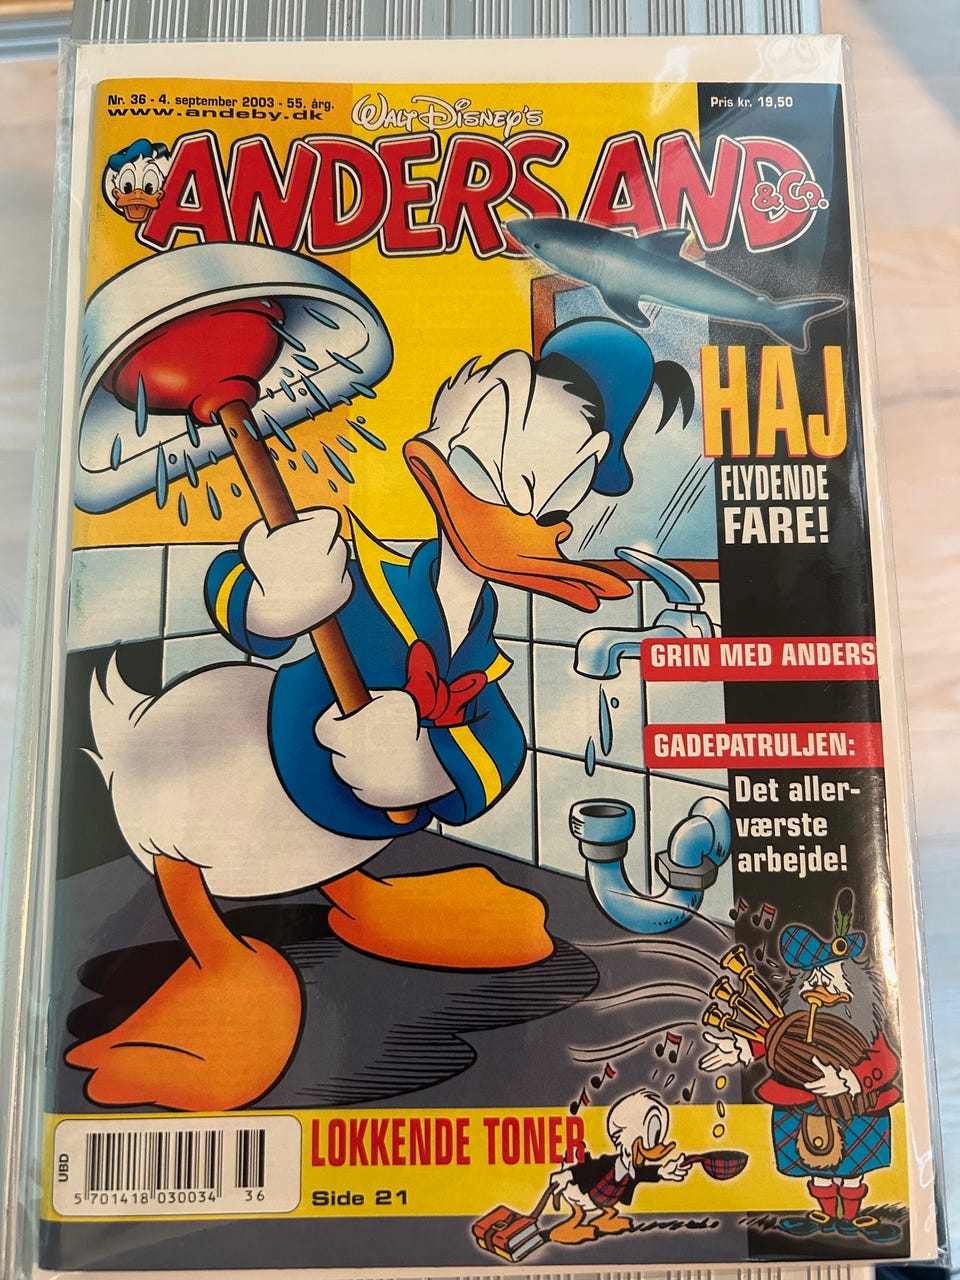 Nr. 36 - 4. september 2003 - 55. årg.
www.andeby.dk
Pris kr. 19,50
WALT DISNEY'S
ANDERS AND
& Co.
HAJ
FLYDENDE
FARE!
GRIN MED ANDERS
GADEPATRULJEN:
Det aller-
værste
arbejde!
LOKKENDE TONER
Side 21
UBD
5 701418 030034 36